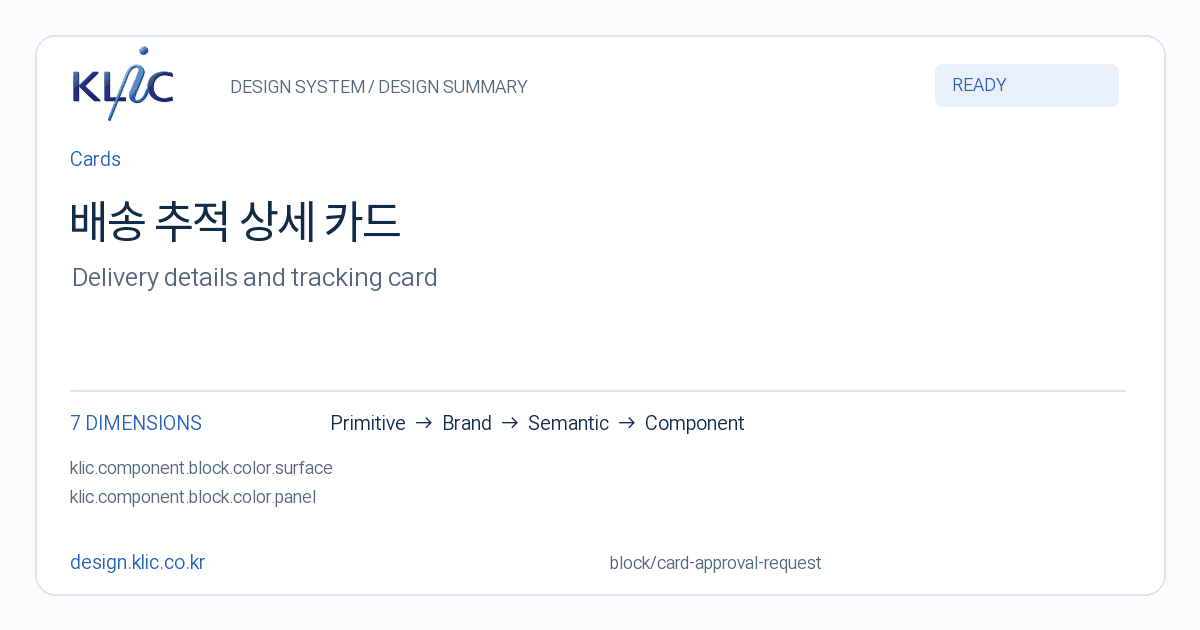 KLiC
DESIGN SYSTEM / DESIGN SUMMARY
READY
Cards
배송 추적 상세 카드
Delivery details and tracking card
7 DIMENSIONS
Primitive → Brand → Semantic → Component
klic.component.block.color.surface
klic.component.block.color.panel
design.klic.co.kr
block/card-approval-request